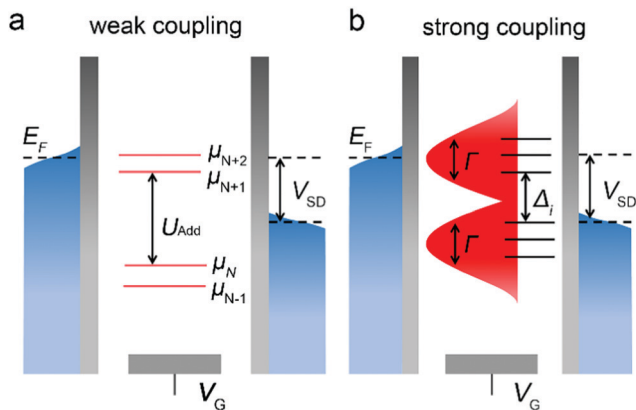 a weak coupling
E_F
μ_N+2
μ_N+1
U_Add
μ_N
μ_N-1
V_SD
V_G
b strong coupling
E_F
Γ
Γ
Δ_i
V_SD
V_G